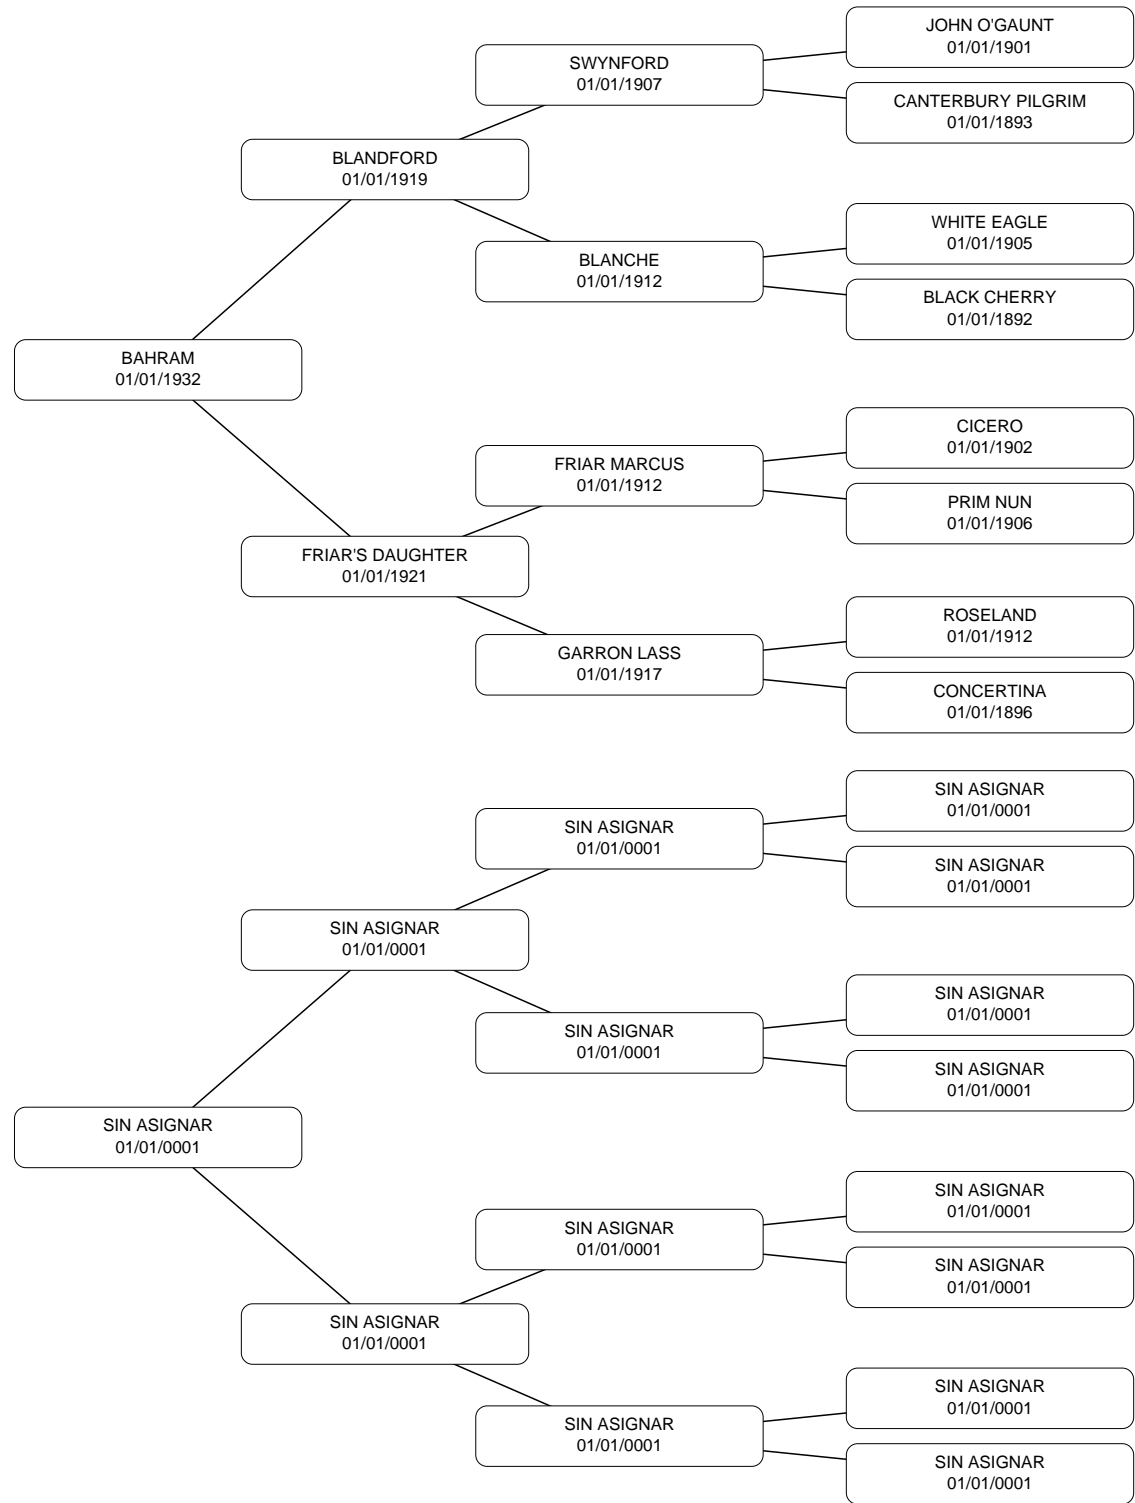 JOHN O'GAUNT
01/01/1901
SWYNFORD
01/01/1907
CANTERBURY PILGRIM
01/01/1893
BLANDFORD
01/01/1919
WHITE EAGLE
01/01/1905
BLANCHE
01/01/1912
BLACK CHERRY
01/01/1892
BAHRAM
01/01/1932
CICERO
01/01/1902
FRIAR MARCUS
01/01/1912
PRIM NUN
01/01/1906
FRIAR'S DAUGHTER
01/01/1921
ROSELAND
01/01/1912
GARRON LASS
01/01/1917
CONCERTINA
01/01/1896
SIN ASIGNAR
01/01/0001
SIN ASIGNAR
01/01/0001
SIN ASIGNAR
01/01/0001
SIN ASIGNAR
01/01/0001
SIN ASIGNAR
01/01/0001
SIN ASIGNAR
01/01/0001
SIN ASIGNAR
01/01/0001
SIN ASIGNAR
01/01/0001
SIN ASIGNAR
01/01/0001
SIN ASIGNAR
01/01/0001
SIN ASIGNAR
01/01/0001
SIN ASIGNAR
01/01/0001
SIN ASIGNAR
01/01/0001
SIN ASIGNAR
01/01/0001
SIN ASIGNAR
01/01/0001